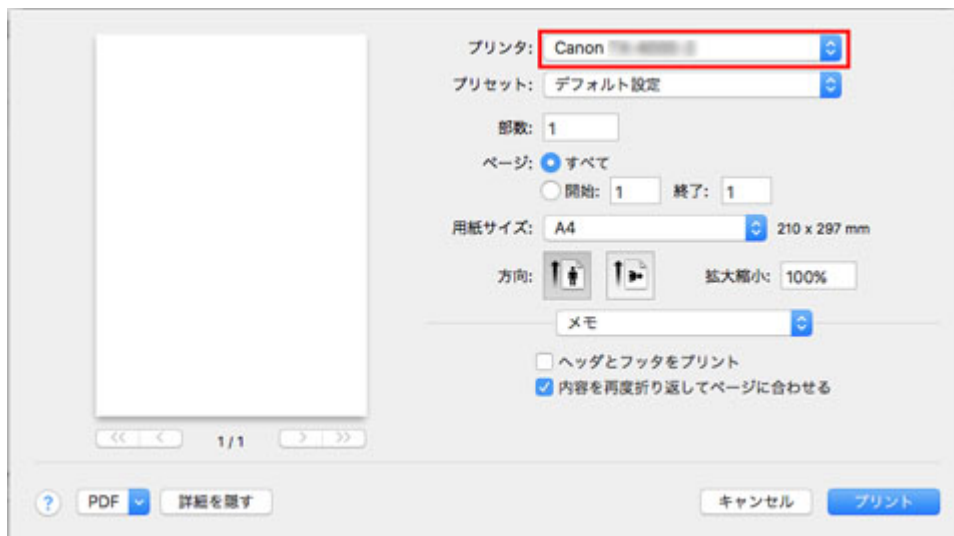 プリンタ: Canon
プリセット: デフォルト設定
部数: 1
ページ: すべて
開始: 1 終了: 1
用紙サイズ: A4 210 x 297 mm
方向: 拡大縮小: 100%
メモ
ヘッダとフッタをプリント
内容を再度折り返してページに合わせる
1 / 1
? PDF 詳細を隠す キャンセル プリント